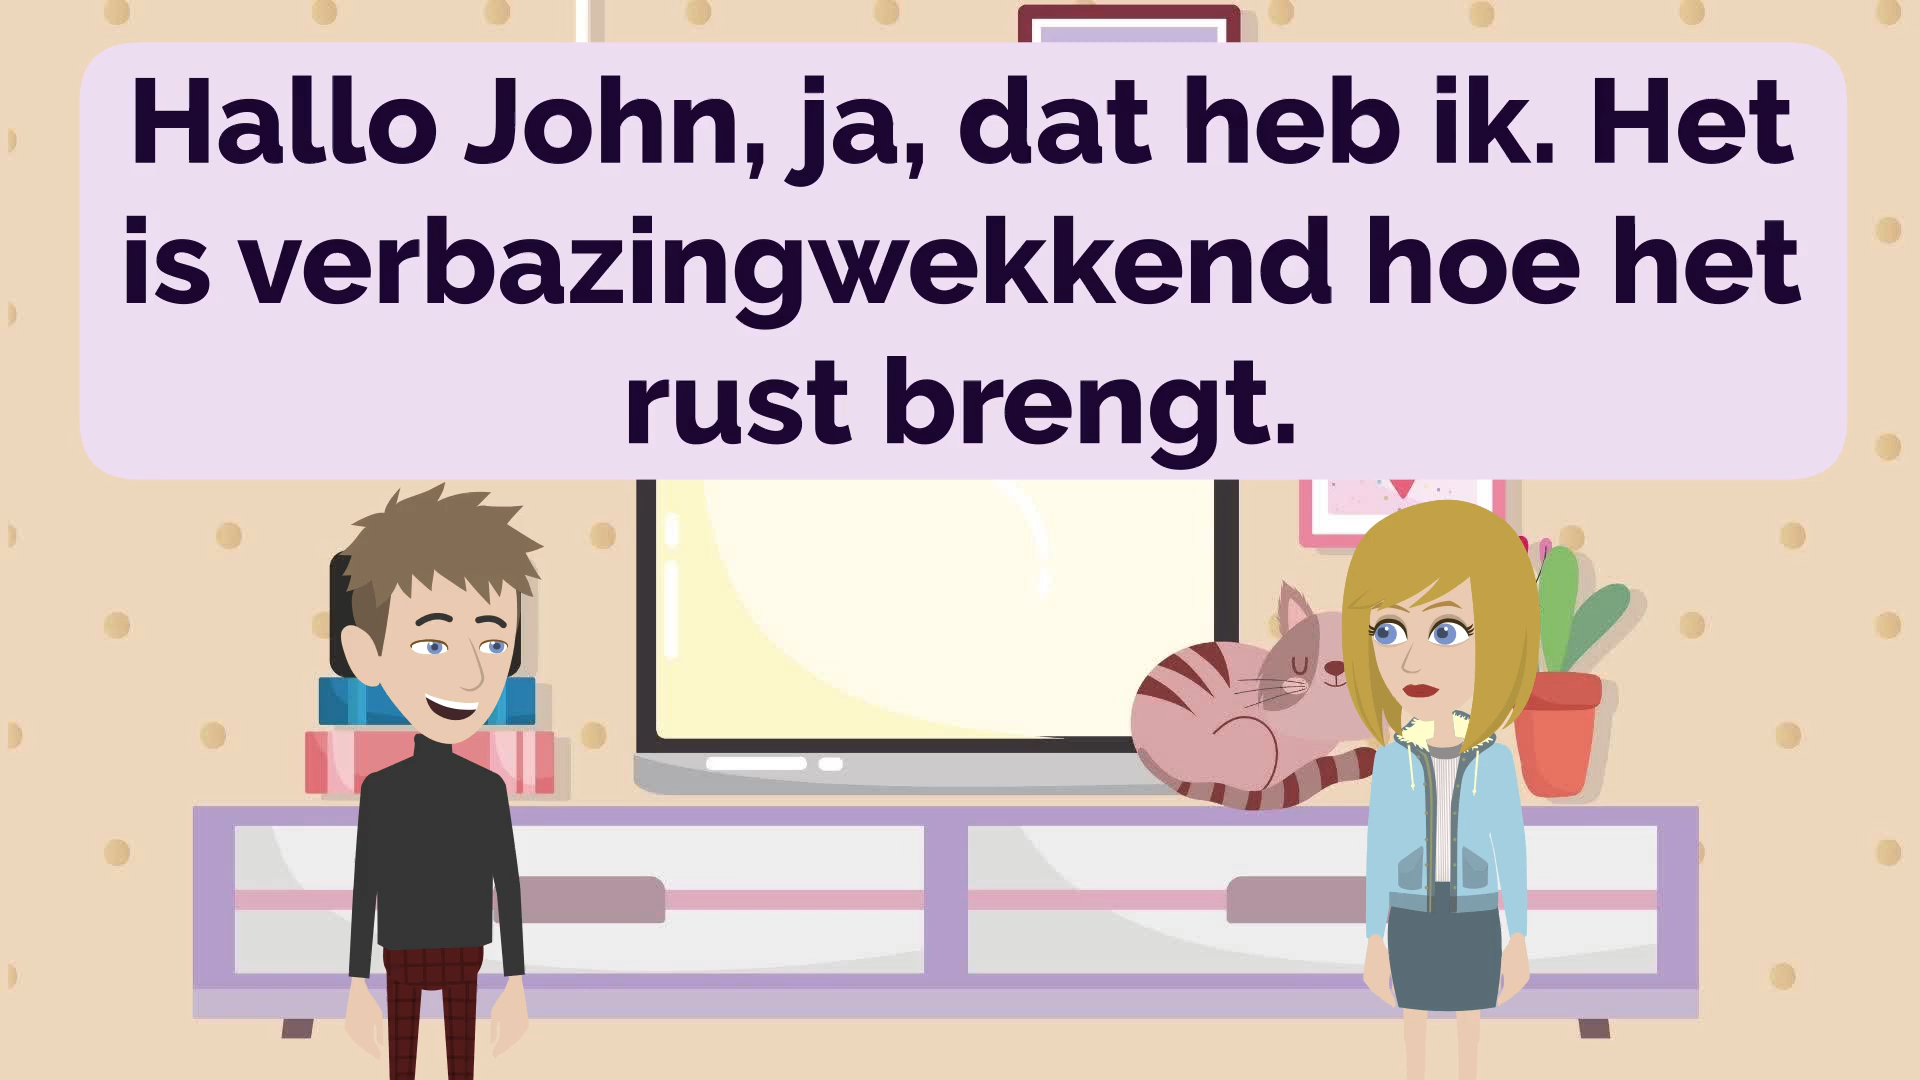 Hallo John, ja, dat heb ik. Het
is verbazingwekkend hoe het
rust brengt.